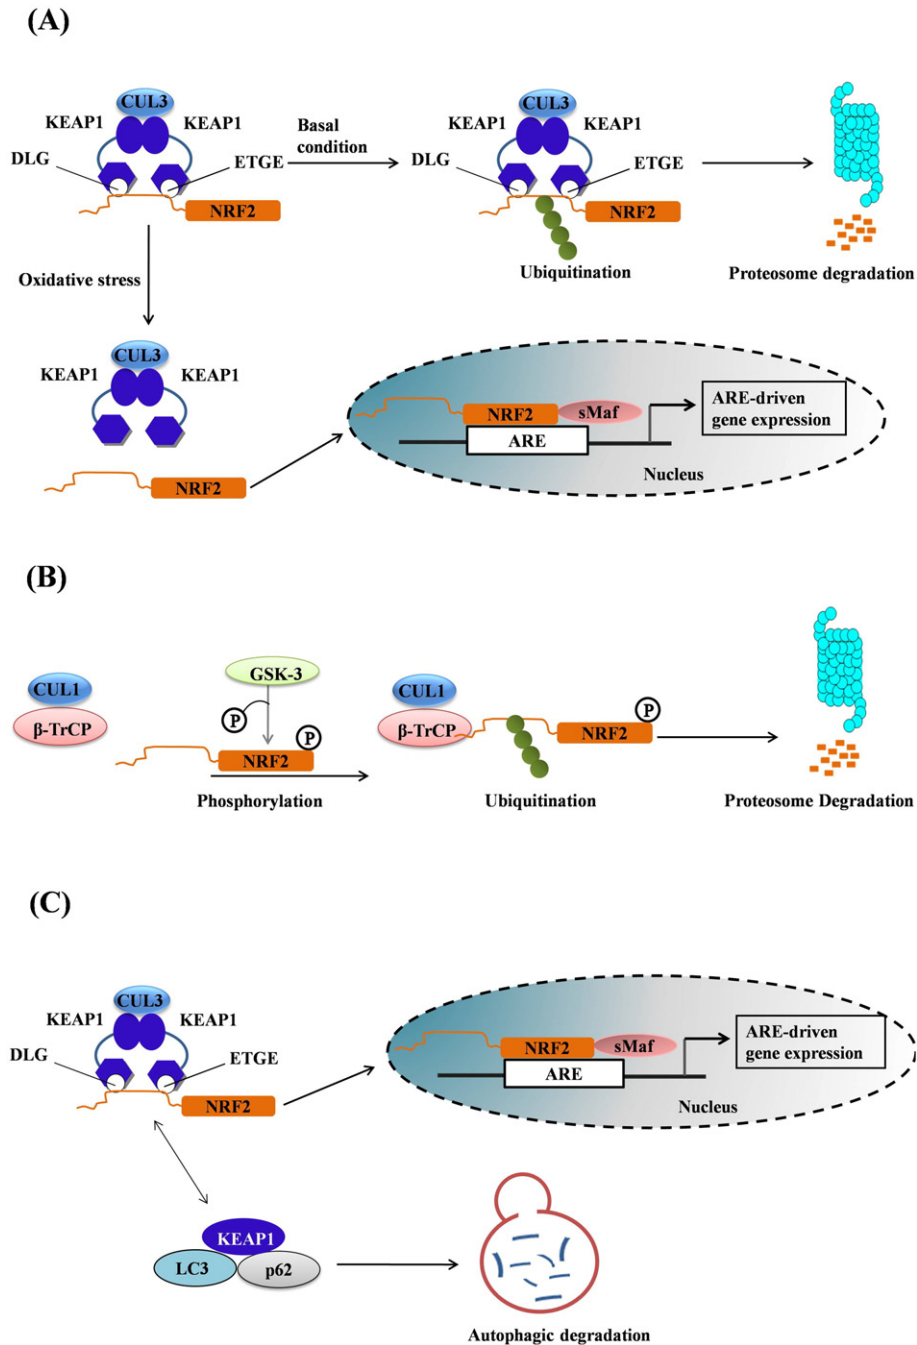 (A)
CUL3
KEAP1
KEAP1
DLG
ETGE
NRF2
Basal
condition
CUL3
KEAP1
KEAP1
DLG
ETGE
NRF2
Ubiquitination
Proteosome degradation
Oxidative stress
CUL3
KEAP1
KEAP1
NRF2
NRF2
sMaf
ARE
ARE-driven
gene expression
Nucleus
(B)
CUL1
β-TrCP
GSK-3
P
P
NRF2
Phosphorylation
CUL1
β-TrCP
P
NRF2
Ubiquitination
Proteosome Degradation
(C)
CUL3
KEAP1
KEAP1
DLG
ETGE
NRF2
NRF2
sMaf
ARE
ARE-driven
gene expression
Nucleus
KEAP1
LC3
p62
Autophagic degradation